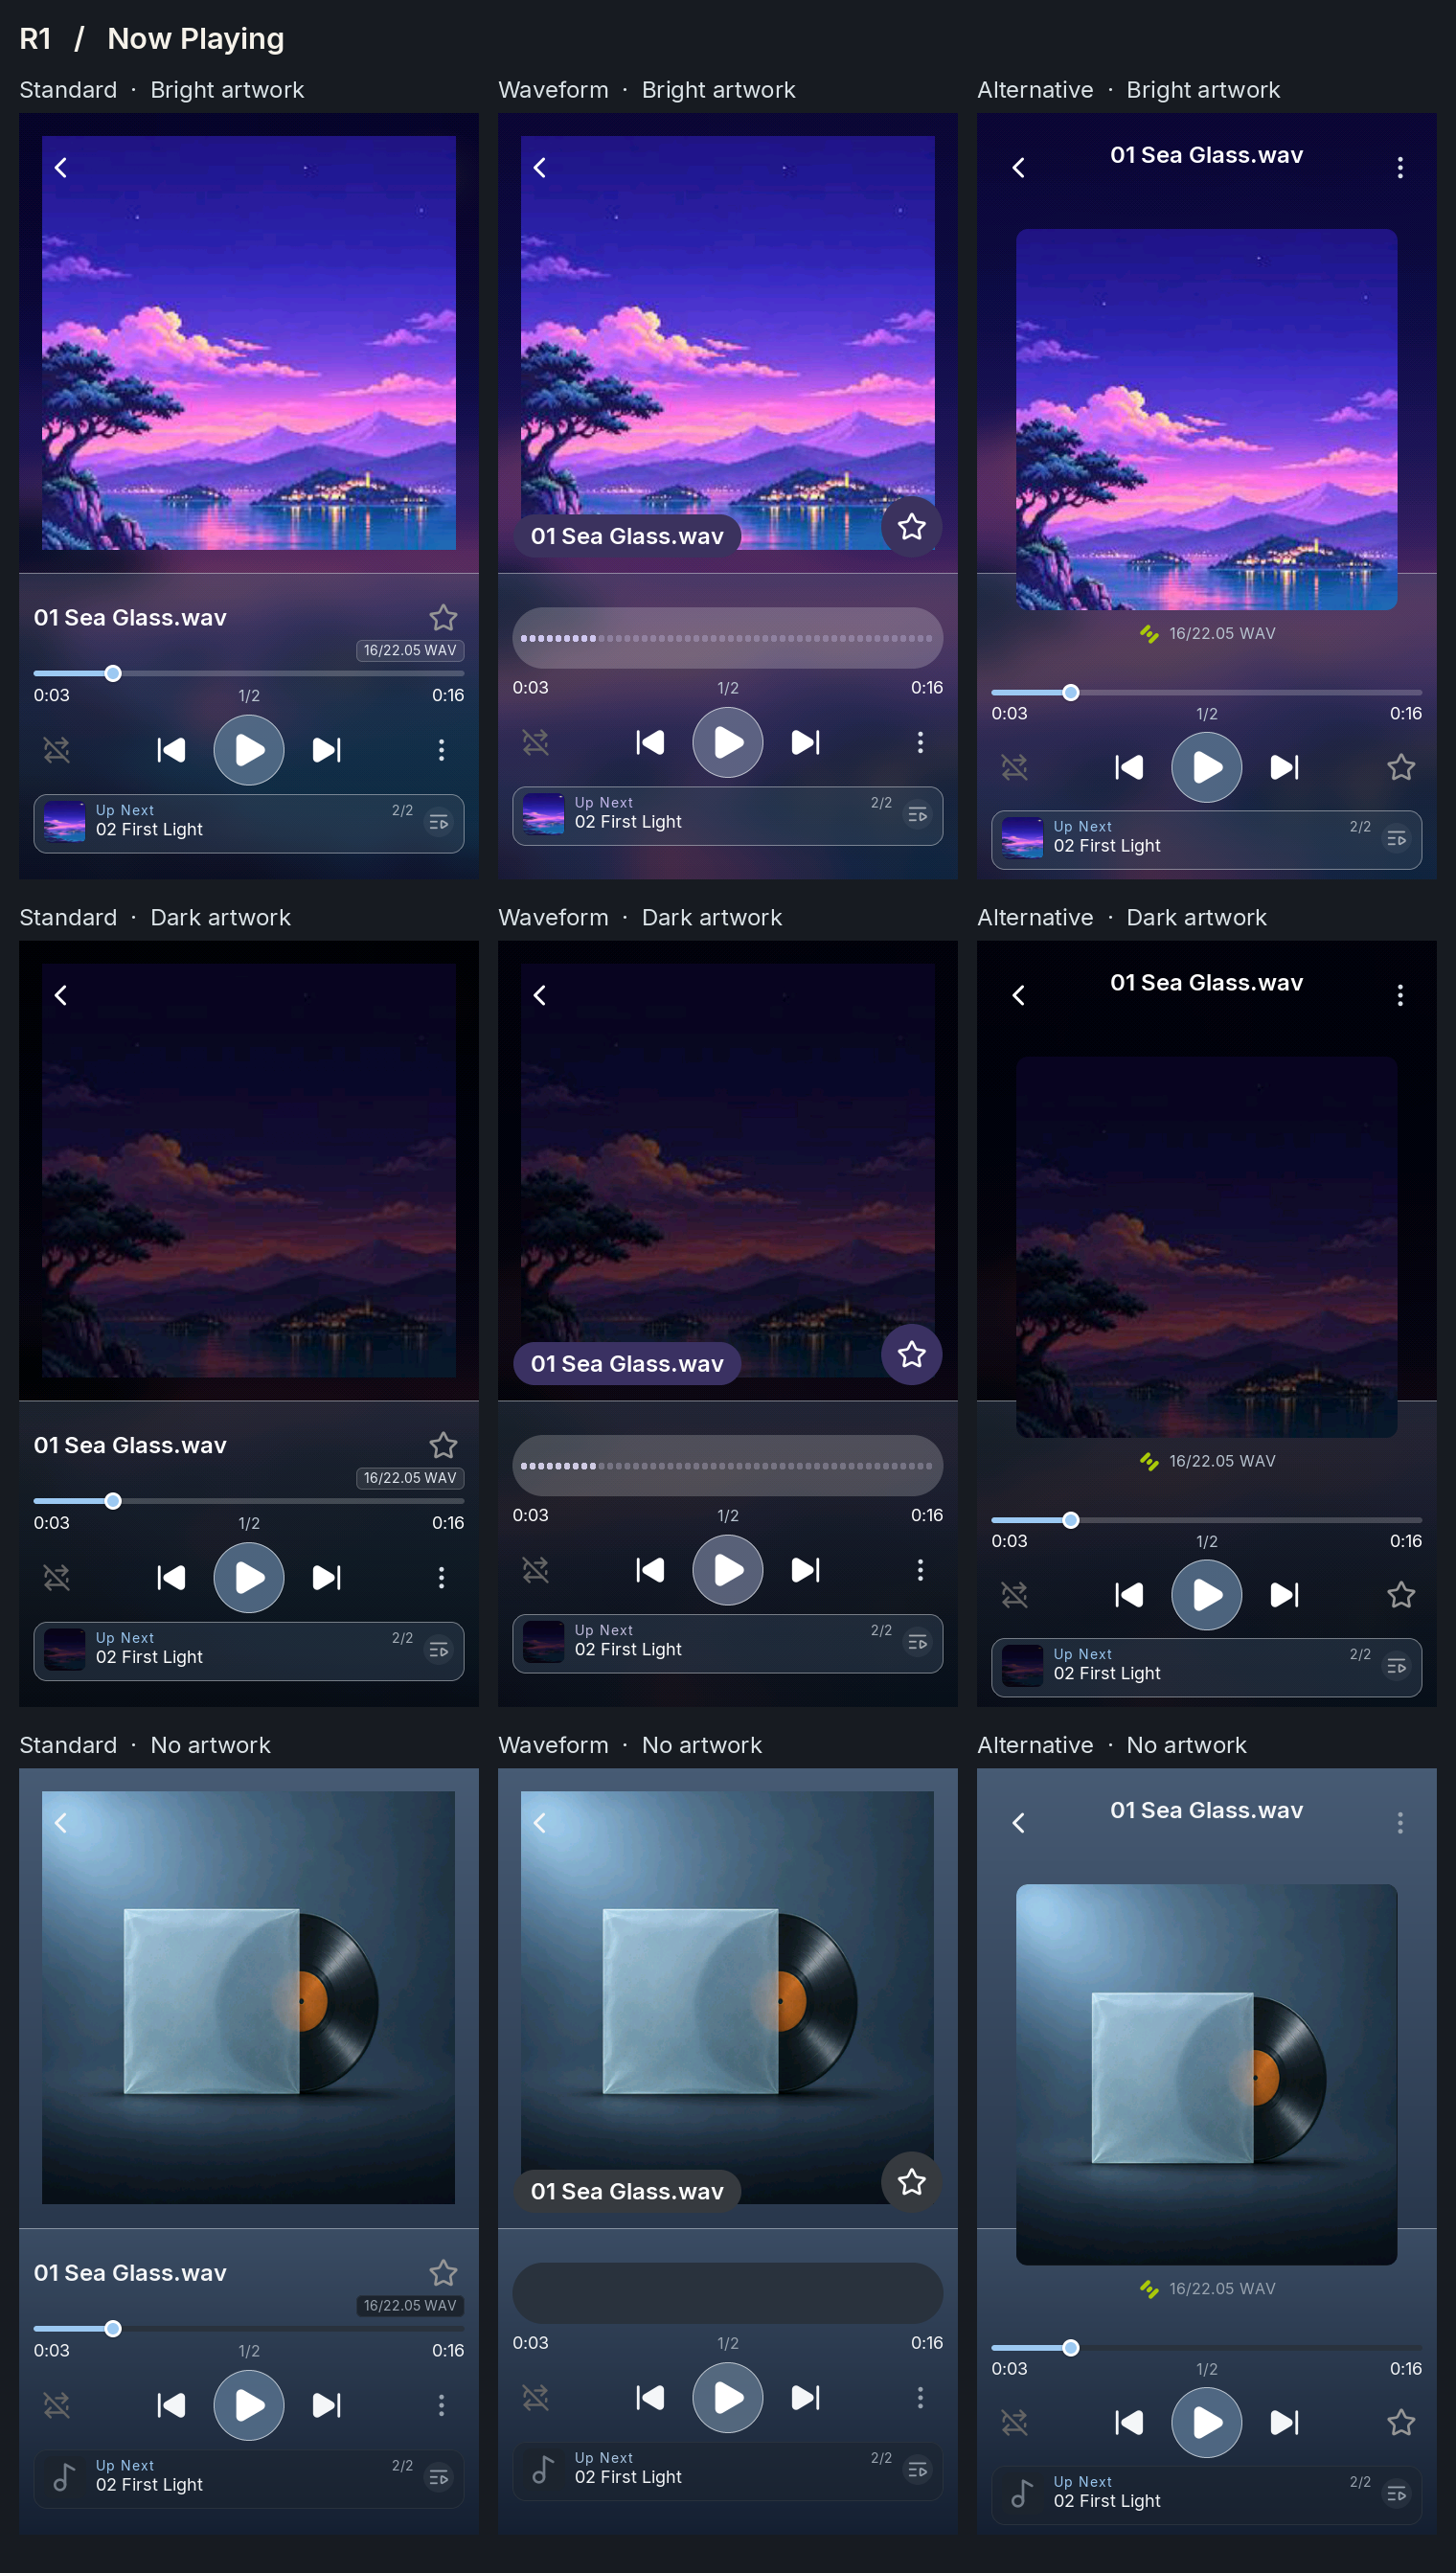 R1 / Now Playing
Standard · Bright artwork
Waveform · Bright artwork
Alternative · Bright artwork
01 Sea Glass.wav
16/22.05 WAV
0:03 1/2 0:16
Up Next 2/2
02 First Light
01 Sea Glass.wav
0:03 1/2 0:16
Up Next 2/2
02 First Light
01 Sea Glass.wav
16/22.05 WAV
0:03 1/2 0:16
Up Next 2/2
02 First Light
Standard · Dark artwork
Waveform · Dark artwork
Alternative · Dark artwork
01 Sea Glass.wav
16/22.05 WAV
0:03 1/2 0:16
Up Next 2/2
02 First Light
01 Sea Glass.wav
0:03 1/2 0:16
Up Next 2/2
02 First Light
01 Sea Glass.wav
16/22.05 WAV
0:03 1/2 0:16
Up Next 2/2
02 First Light
Standard · No artwork
Waveform · No artwork
Alternative · No artwork
01 Sea Glass.wav
16/22.05 WAV
0:03 1/2 0:16
Up Next 2/2
02 First Light
01 Sea Glass.wav
0:03 1/2 0:16
Up Next 2/2
02 First Light
01 Sea Glass.wav
16/22.05 WAV
0:03 1/2 0:16
Up Next 2/2
02 First Light